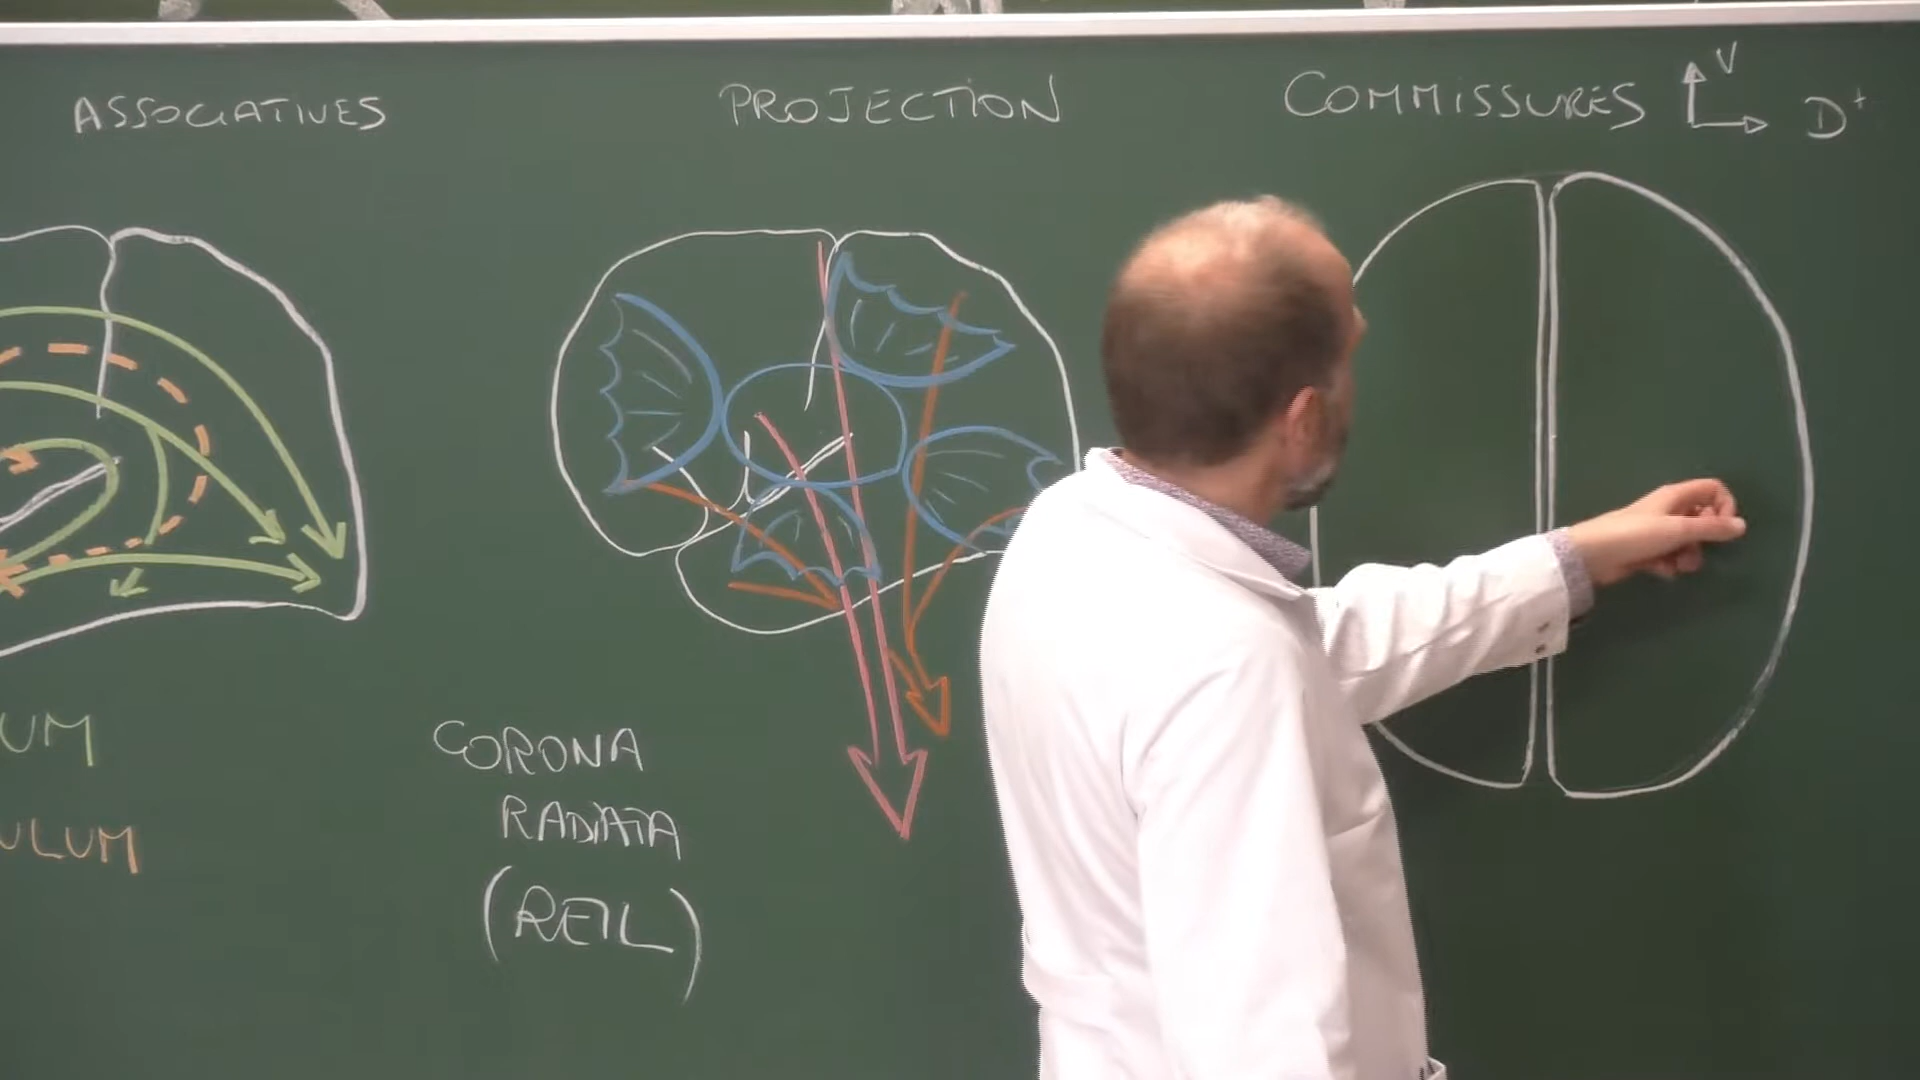 ASSOCIATIVES
PROJECTION
COMMISSURES
V
D+
UM
ULUM
CORONA
RADIATA
(REIL)